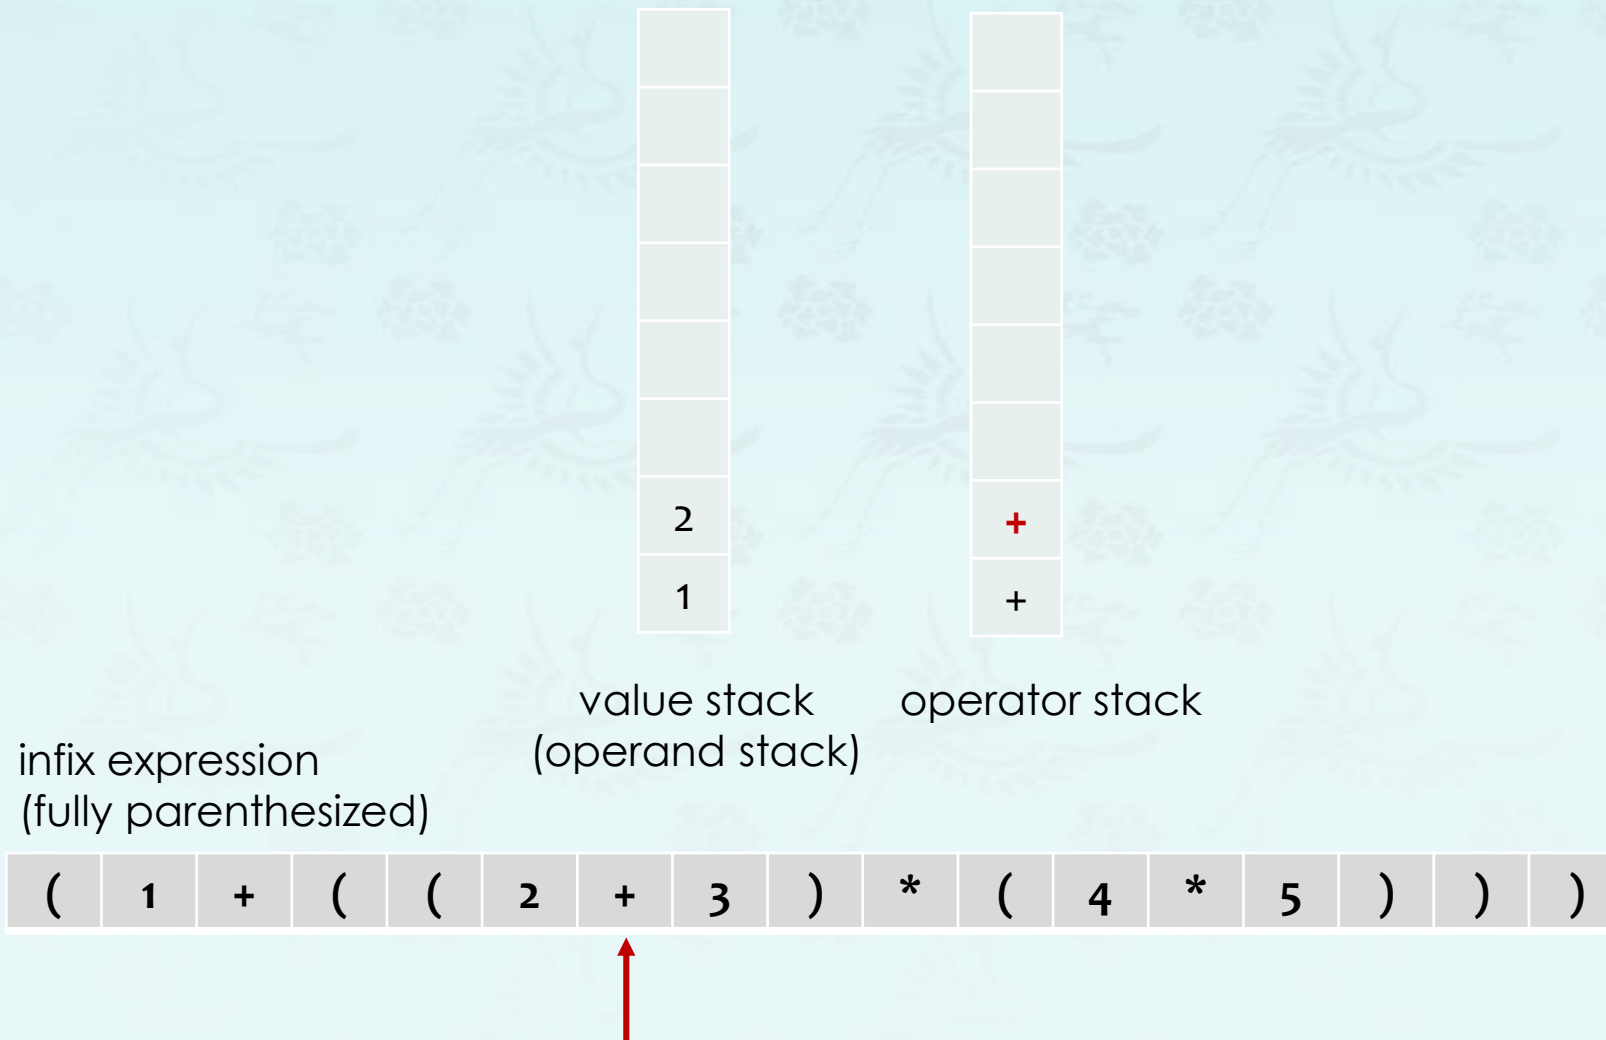 2 +
1 +
value stack operator stack
(operand stack)
infix expression
(fully parenthesized)
( 1 + ( ( 2 + 3 ) * ( 4 * 5 ) ) )